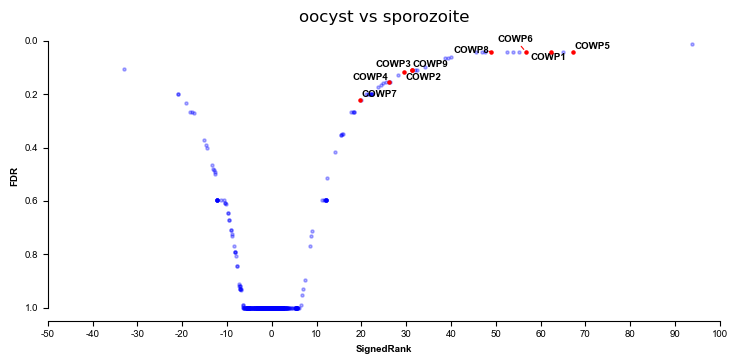 oocyst vs sporozoite
0.0
0.2
0.4
0.6
0.8
1.0
FDR
COWP6
COWP5
COWP8
COWP1
COWP3
COWP9
COWP4
COWP2
COWP7
-50
-40
-30
-20
-10
0
10
20
30
40
50
60
70
80
90
100
SignedRank